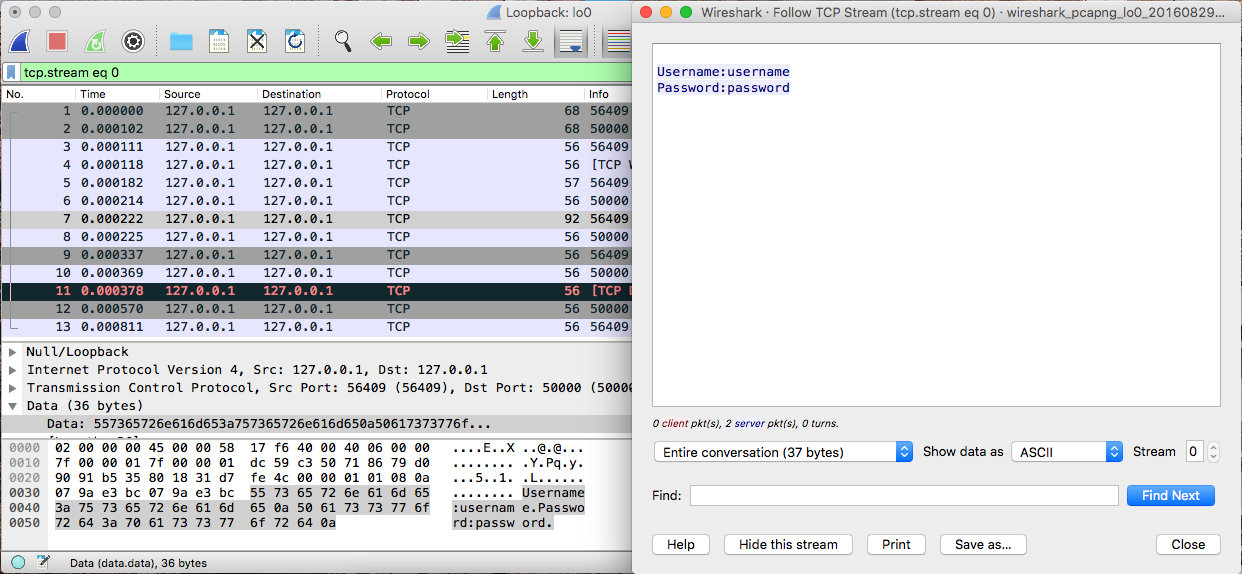 Loopback: lo0
tcp.stream eq 0
No. Time Source Destination Protocol Length Info
1 0.000000 127.0.0.1 127.0.0.1 TCP 68 56409
2 0.000102 127.0.0.1 127.0.0.1 TCP 68 50000
3 0.000111 127.0.0.1 127.0.0.1 TCP 56 56409
4 0.000118 127.0.0.1 127.0.0.1 TCP 56 [TCP W
5 0.000182 127.0.0.1 127.0.0.1 TCP 57 56409
6 0.000214 127.0.0.1 127.0.0.1 TCP 56 50000
7 0.000222 127.0.0.1 127.0.0.1 TCP 92 56409
8 0.000225 127.0.0.1 127.0.0.1 TCP 56 50000
9 0.000337 127.0.0.1 127.0.0.1 TCP 56 56409
10 0.000369 127.0.0.1 127.0.0.1 TCP 56 50000
11 0.000378 127.0.0.1 127.0.0.1 TCP 56 [TCP D
12 0.000570 127.0.0.1 127.0.0.1 TCP 56 50000
13 0.000811 127.0.0.1 127.0.0.1 TCP 56 56409
Null/Loopback
Internet Protocol Version 4, Src: 127.0.0.1, Dst: 127.0.0.1
Transmission Control Protocol, Src Port: 56409 (56409), Dst Port: 50000 (50000
Data (36 bytes)
Data: 557365726e616d653a757365726e616d650a50617373776f...
0000 02 00 00 00 45 00 00 58 17 f6 40 00 40 06 00 00 ....E..X ..@.@...
0010 7f 00 00 01 7f 00 00 01 dc 59 c3 50 71 86 79 d0 ........ .Y.Pq.y.
0020 90 91 b5 35 80 18 31 d7 fe 4c 00 00 01 01 08 0a ...5..1. .L......
0030 07 9a e3 bc 07 9a e3 bc 55 73 65 72 6e 61 6d 65 ........ Username
0040 3a 75 73 65 72 6e 61 6d 65 0a 50 61 73 73 77 6f :usernam e.Passwo
0050 72 64 3a 70 61 73 73 77 6f 72 64 0a rd:passw ord.
Data (data.data), 36 bytes
Wireshark · Follow TCP Stream (tcp.stream eq 0) · wireshark_pcapng_lo0_20160829...
Username:username
Password:password
0 client pkt(s), 2 server pkt(s), 0 turns.
Entire conversation (37 bytes) Show data as ASCII Stream 0
Find: Find Next
Help Hide this stream Print Save as... Close